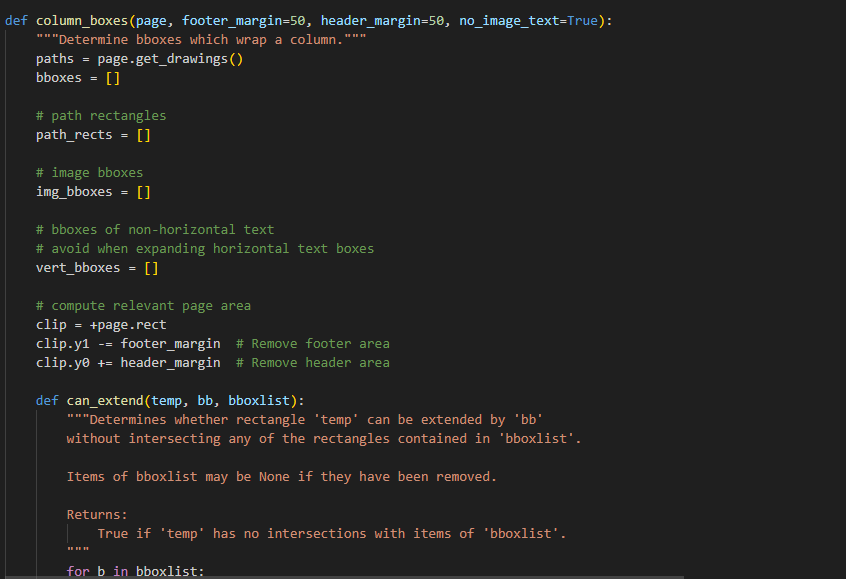 def column_boxes(page, footer_margin=50, header_margin=50, no_image_text=True):
    """Determine bboxes which wrap a column."""
    paths = page.get_drawings()
    bboxes = []

    # path rectangles
    path_rects = []

    # image bboxes
    img_bboxes = []

    # bboxes of non-horizontal text
    # avoid when expanding horizontal text boxes
    vert_bboxes = []

    # compute relevant page area
    clip = +page.rect
    clip.y1 -= footer_margin  # Remove footer area
    clip.y0 += header_margin  # Remove header area

    def can_extend(temp, bb, bboxlist):
        """Determines whether rectangle 'temp' can be extended by 'bb'
        without intersecting any of the rectangles contained in 'bboxlist'.

        Items of bboxlist may be None if they have been removed.

        Returns:
            True if 'temp' has no intersections with items of 'bboxlist'.
        """
        for b in bboxlist: